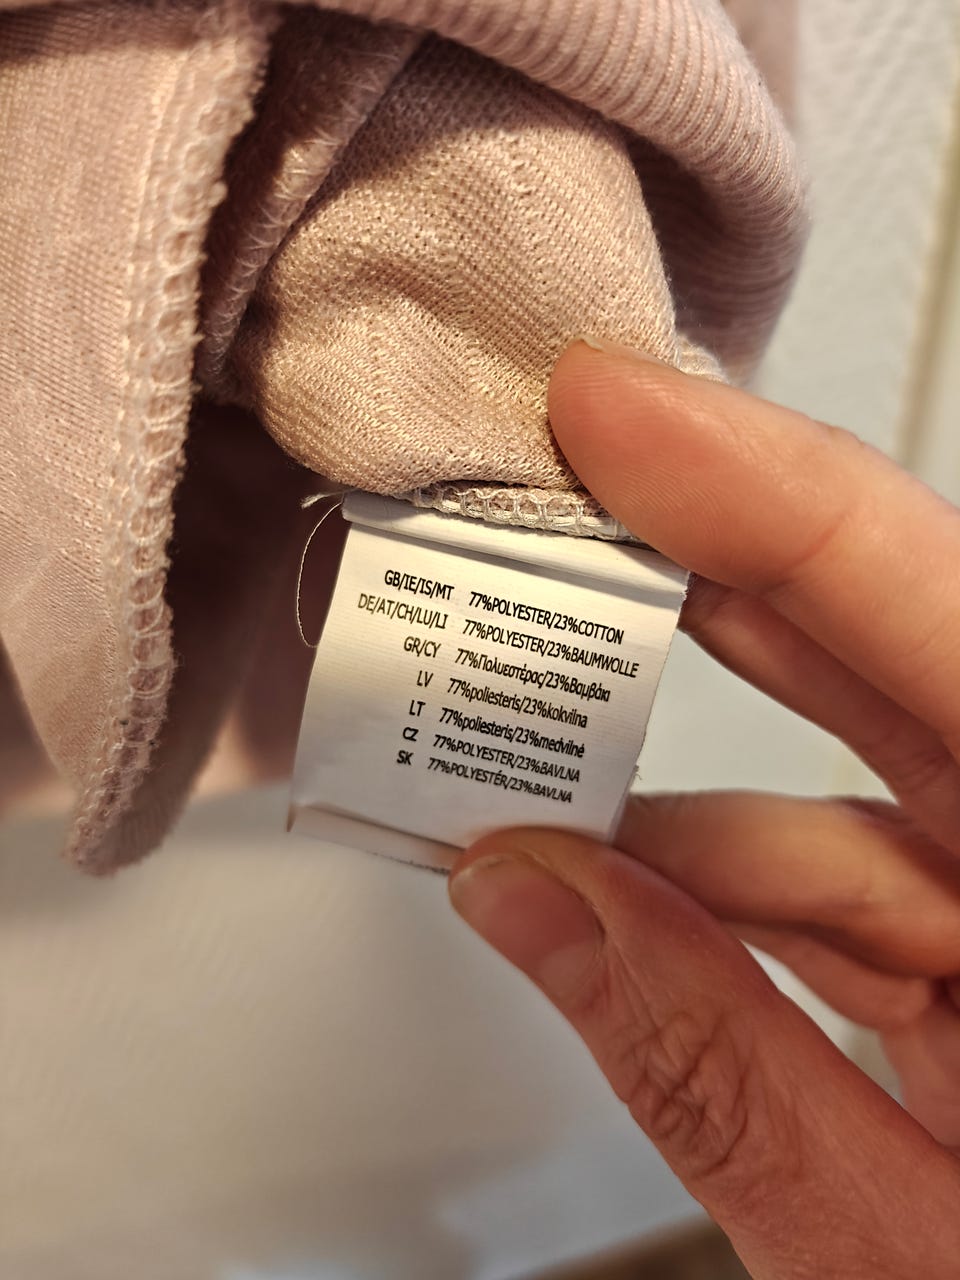 GB/IE/IS/MT 77%POLYESTER/23%COTTON
DE/AT/CH/LU/LI 77%POLYESTER/23%BAUMWOLLE
GR/CY 77%Πολυεστέρας/23%Βαμβάκι
LV 77%poliesteris/23%kokvilna
LT 77%poliesteris/23%medvilnė
CZ 77%POLYESTER/23%BAVLNA
SK 77%POLYESTÉR/23%BAVLNA